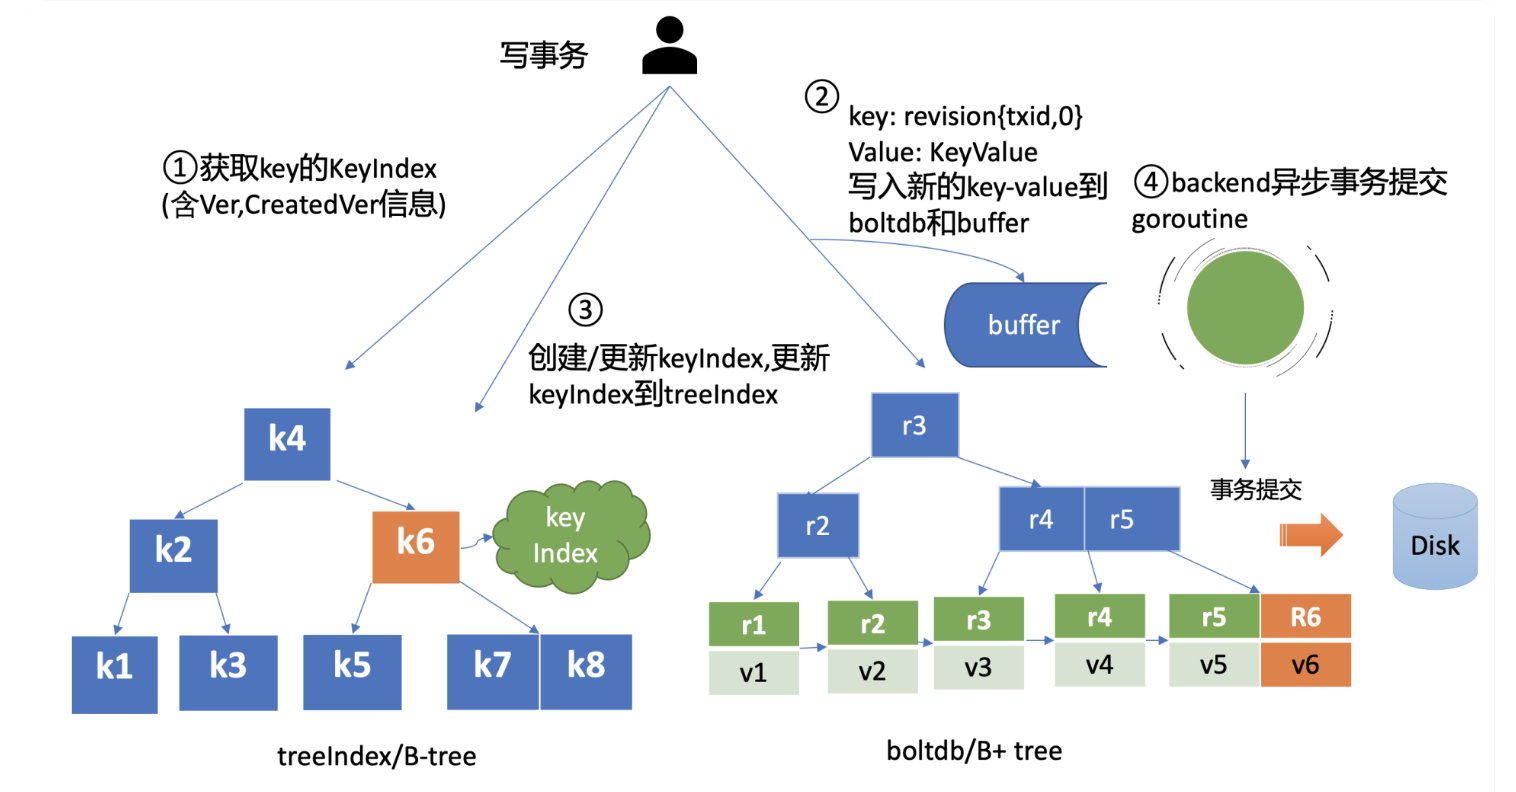 写事务
②
key: revision{txid,0}
Value: KeyValue
写入新的key-value到
boltdb和buffer
①获取key的KeyIndex
(含Ver,CreatedVer信息)
④backend异步事务提交
goroutine
③
创建/更新keyIndex,更新
keyIndex到treeIndex
buffer
k4
k2
k6
key
Index
k1
k3
k5
k7
k8
treeIndex/B-tree
r3
r2
r4
r5
r1
v1
r2
v2
r3
v3
r4
v4
r5
v5
R6
v6
boltdb/B+ tree
事务提交
Disk